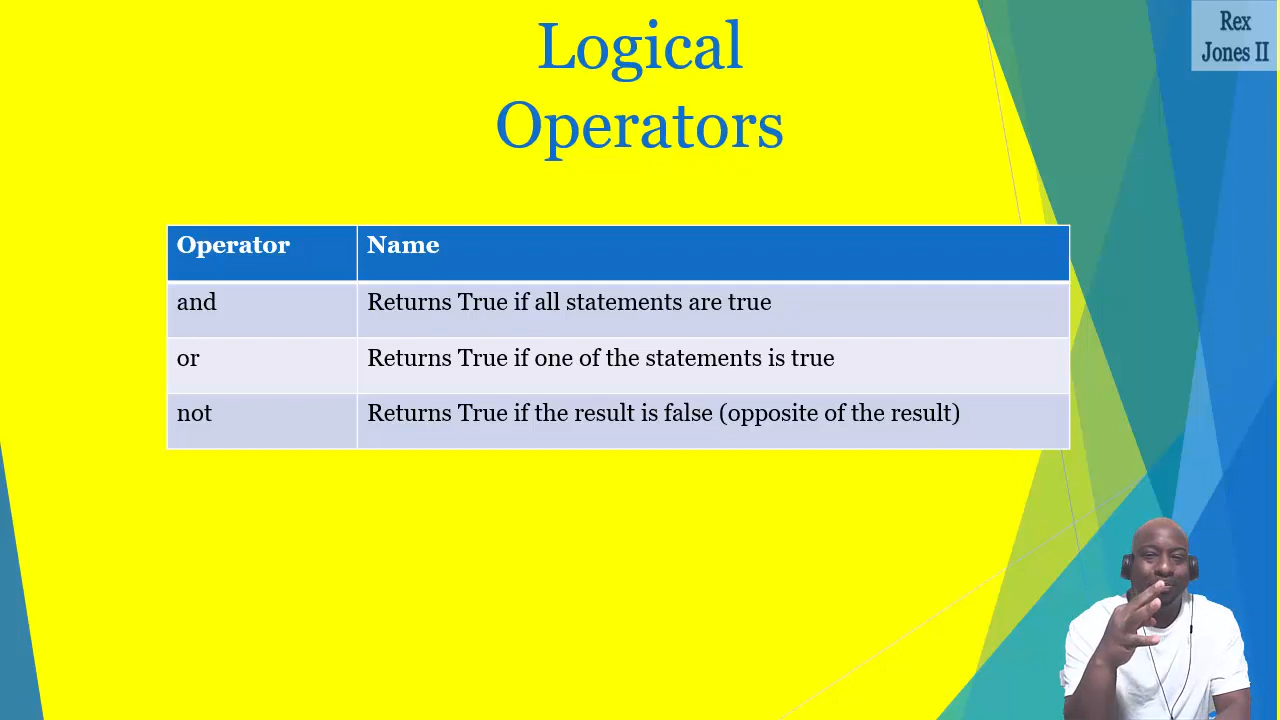 Logical
Operators
Rex
Jones II
Operator Name
and Returns True if all statements are true
or Returns True if one of the statements is true
not Returns True if the result is false (opposite of the result)